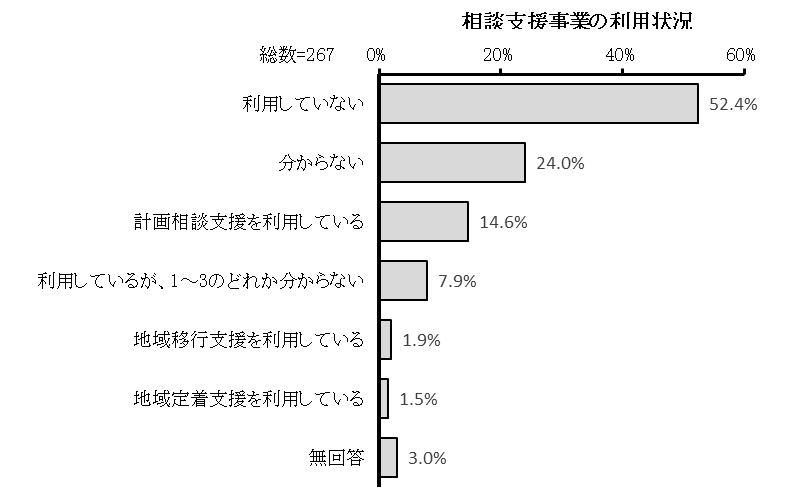 相談支援事業の利用状況
総数=267 0% 20% 40% 60%
利用していない 52.4%
分からない 24.0%
計画相談支援を利用している 14.6%
利用しているが、1～3のどれか分からない 7.9%
地域移行支援を利用している 1.9%
地域定着支援を利用している 1.5%
無回答 3.0%